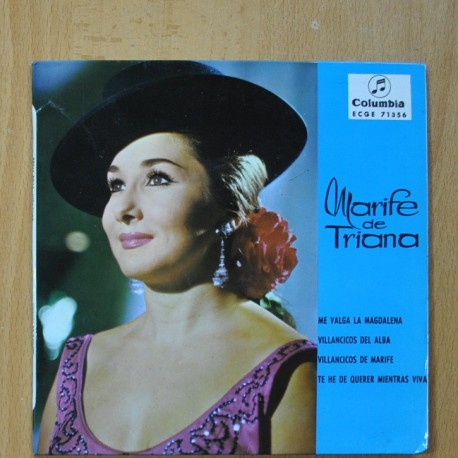 Columbia
ECGE 71356
Marife
de
Triana
ME VALGA LA MAGDALENA
VILLANCICOS DEL ALBA
VILLANCICOS DE MARIFE
TE HE DE QUERER MIENTRAS VIVA